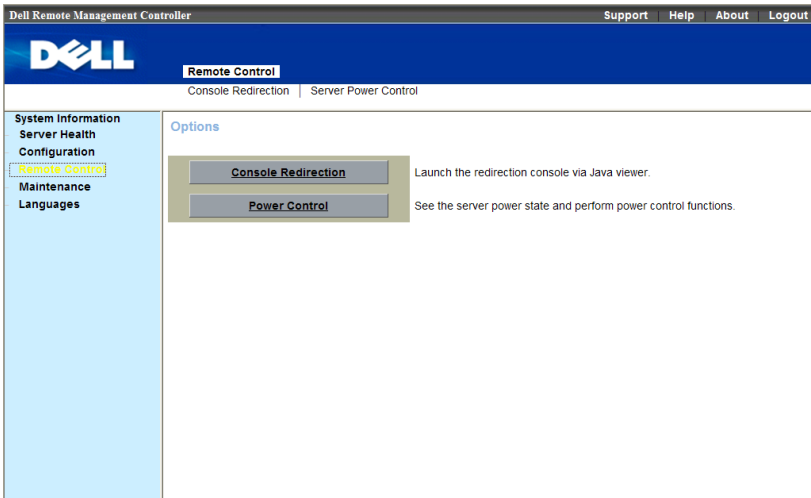 Dell Remote Management Controller
Support | Help | About | Logout
DELL
Remote Control
Console Redirection | Server Power Control
System Information
Server Health
Configuration
Remote Control
Maintenance
Languages
Options
Console Redirection Launch the redirection console via Java viewer.
Power Control See the server power state and perform power control functions.